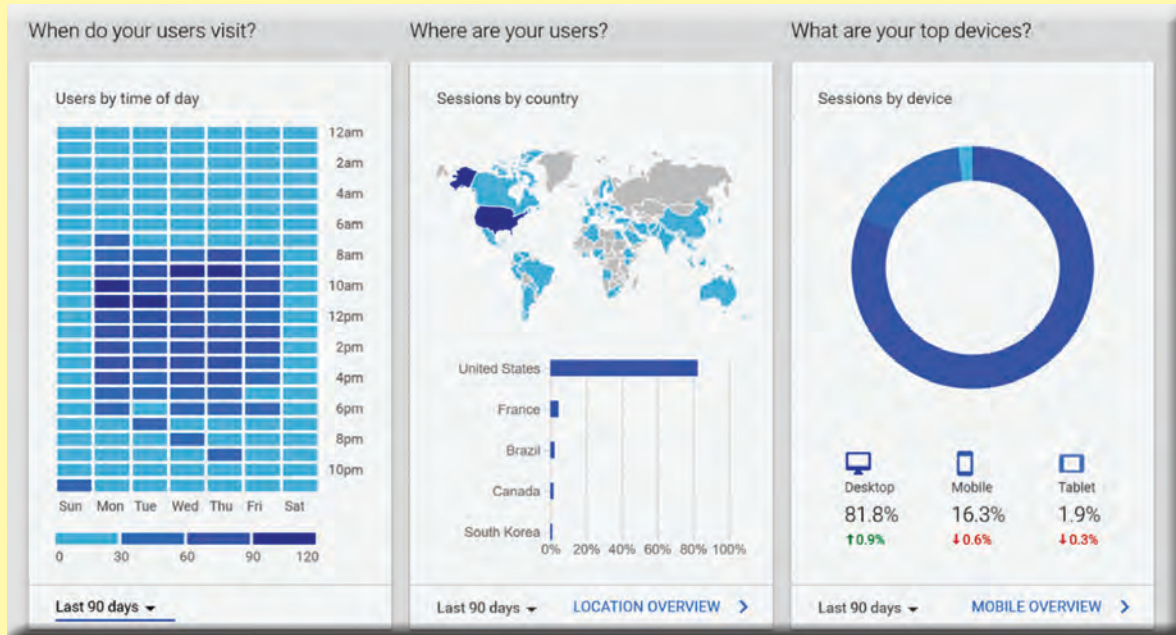 When do your users visit?
Users by time of day
12am
2am
4am
6am
8am
10am
12pm
2pm
4pm
6pm
8pm
10pm
Sun Mon Tue Wed Thu Fri Sat
0 30 60 90 120
Last 90 days
Where are your users?
Sessions by country
United States
France
Brazil
Canada
South Korea
0% 20% 40% 60% 80% 100%
Last 90 days LOCATION OVERVIEW >
What are your top devices?
Sessions by device
Desktop Mobile Tablet
81.8% 16.3% 1.9%
↑0.9% ↓0.6% ↓0.3%
Last 90 days MOBILE OVERVIEW >